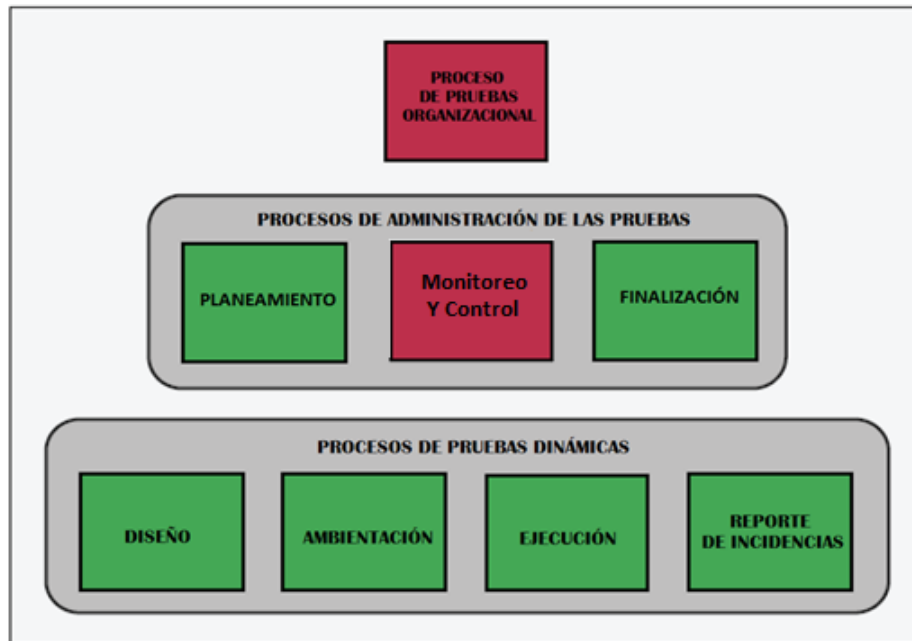 PROCESO
DE PRUEBAS
ORGANIZACIONAL
PROCESOS DE ADMINISTRACIÓN DE LAS PRUEBAS
PLANEAMIENTO
Monitoreo
Y Control
FINALIZACIÓN
PROCESOS DE PRUEBAS DINÁMICAS
DISEÑO
AMBIENTACIÓN
EJECUCIÓN
REPORTE
DE INCIDENCIAS